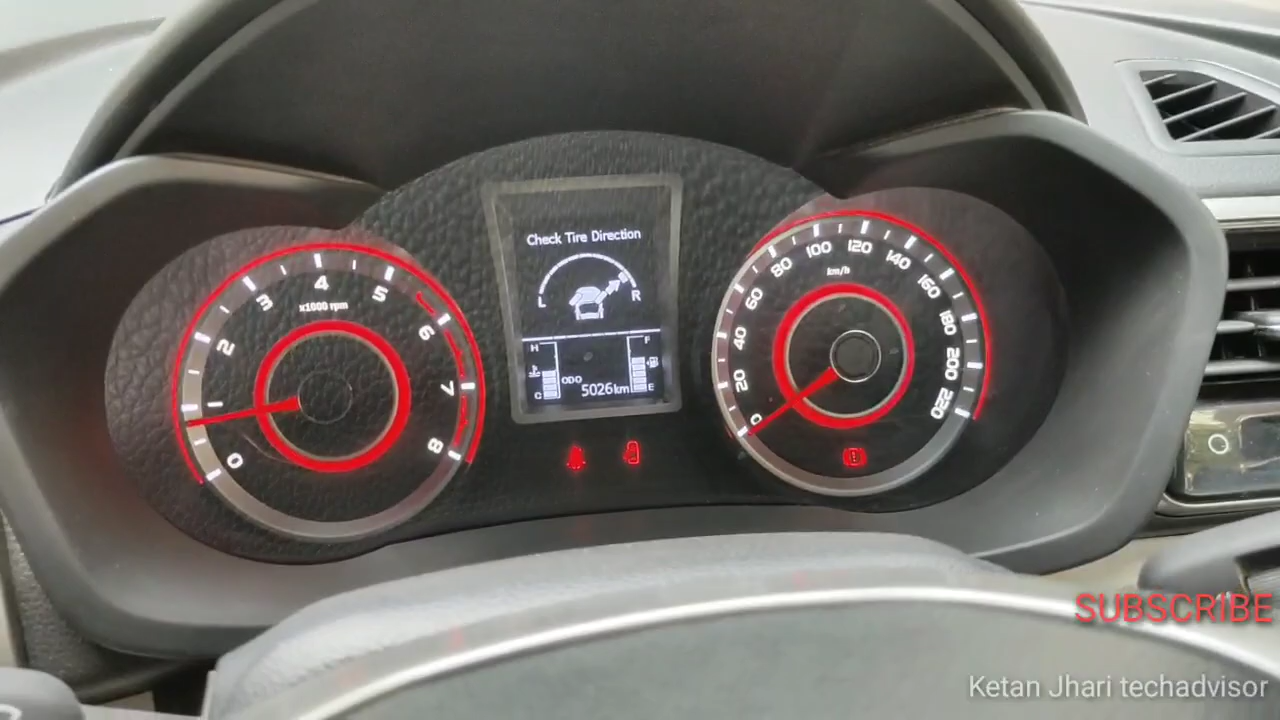 Check Tire Direction
L R
H F
C E
ODO 5026km
0 1 2 3 4 5 6 7 8
x1000 rpm
0 20 40 60 80 100 120 140 160 180 200 220
km/h
SUBSCRIBE
Ketan Jhari techadvisor